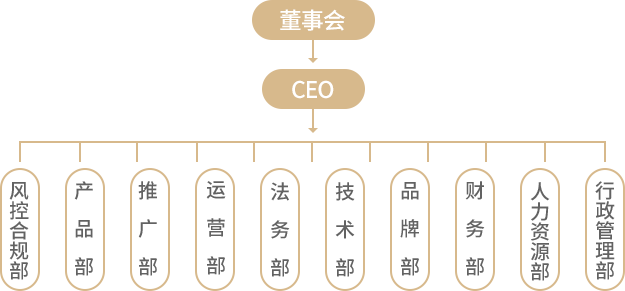 董事会
CEO
风控合规部
产品部
推广部
运营部
法务部
技术部
品牌部
财务部
人力资源部
行政管理部